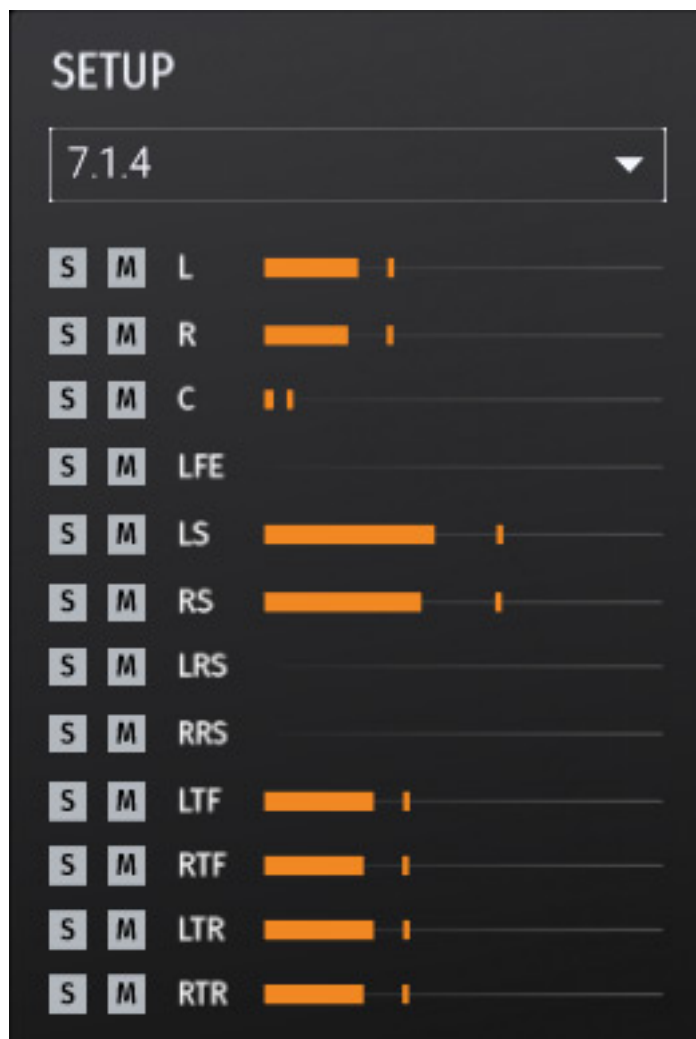 SETUP
7.1.4
S M L
S M R
S M C
S M LFE
S M LS
S M RS
S M LRS
S M RRS
S M LTF
S M RTF
S M LTR
S M RTR